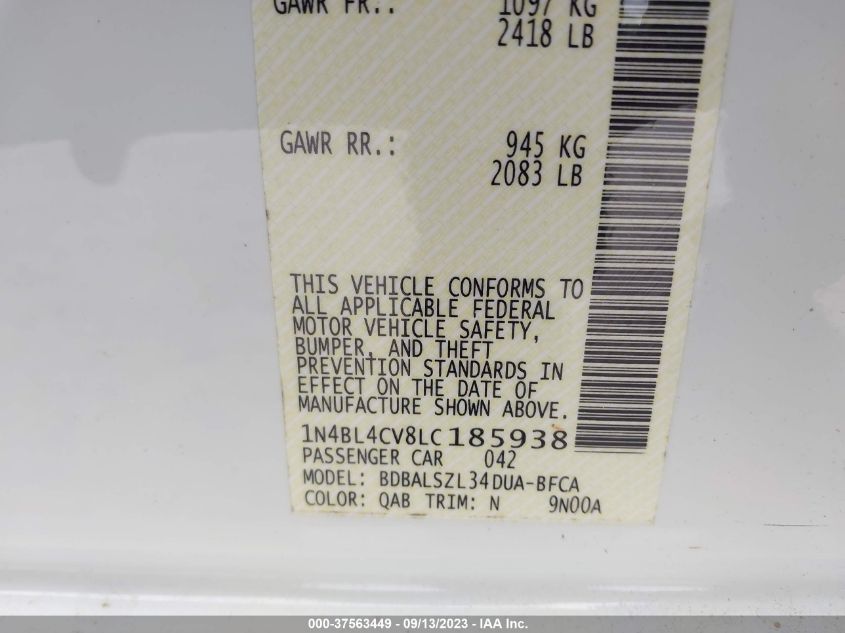 GAWR FR.: 1097 KG
2418 LB
GAWR RR.: 945 KG
2083 LB
THIS VEHICLE CONFORMS TO
ALL APPLICABLE FEDERAL
MOTOR VEHICLE SAFETY,
BUMPER, AND THEFT
PREVENTION STANDARDS IN
EFFECT ON THE DATE OF
MANUFACTURE SHOWN ABOVE.
1N4BL4CV8LC185938
PASSENGER CAR 042
MODEL: BDBALSZL34DUA-BFCA
COLOR: QAB TRIM: N 9N00A
000-37563449 - 09/13/2023 - IAA Inc.